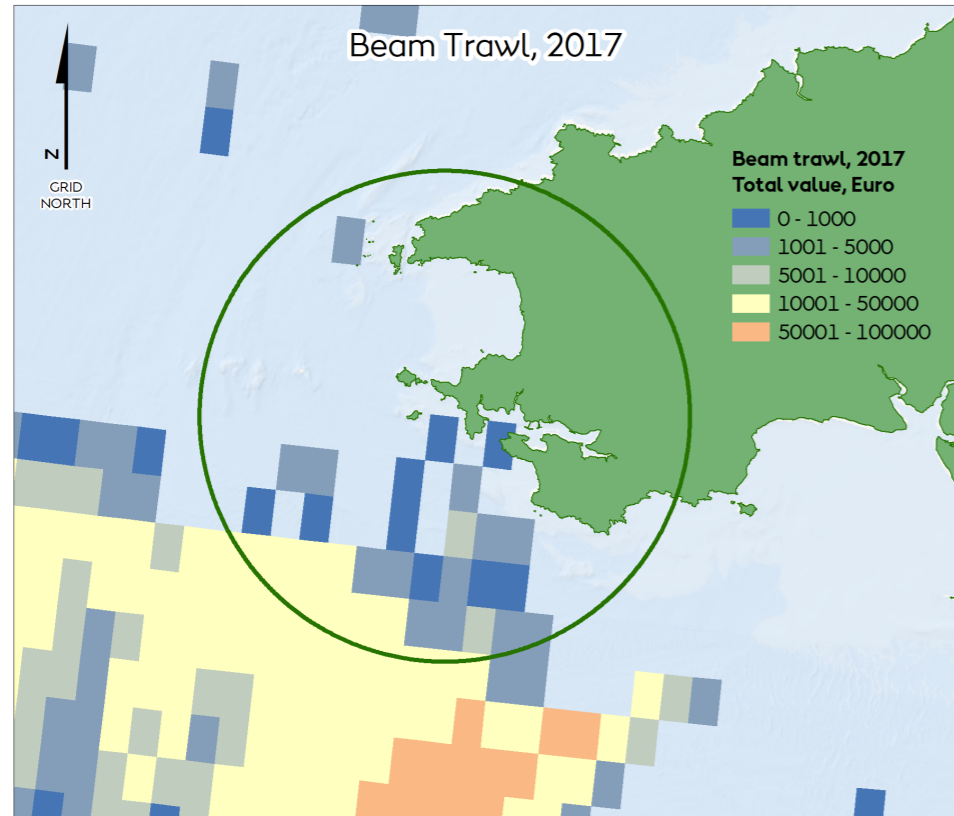 Beam Trawl, 2017
N
GRID
NORTH
Beam trawl, 2017
Total value, Euro
0 - 1000
1001 - 5000
5001 - 10000
10001 - 50000
50001 - 100000